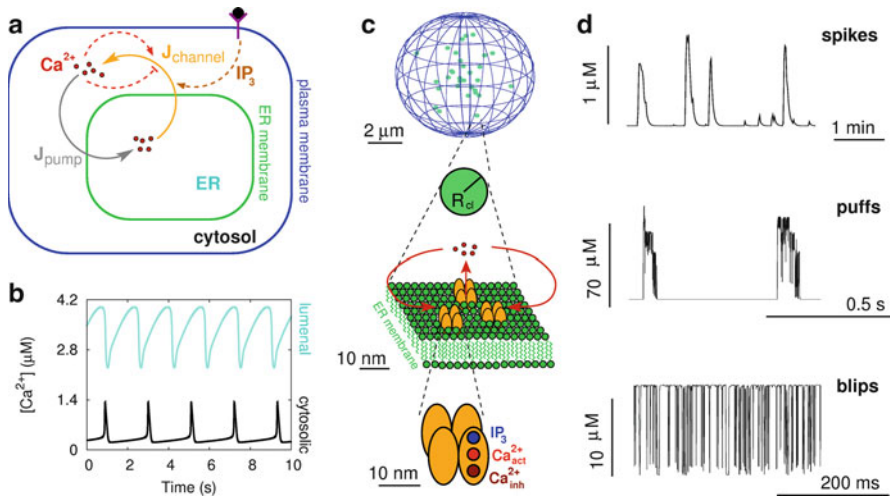 a
Ca2+
Jchannel
IP3
Jpump
ER
ER membrane
plasma membrane
cytosol
b
[Ca2+] (µM)
4.2
2.8
1.4
0
0 2 4 6 8 10
Time (s)
lumenal
cytosolic
c
2 µm
Rcl
ER membrane
10 nm
IP3
Ca2+act
Ca2+inh
10 nm
d
spikes
1 µM
1 min
puffs
70 µM
0.5 s
blips
10 µM
200 ms